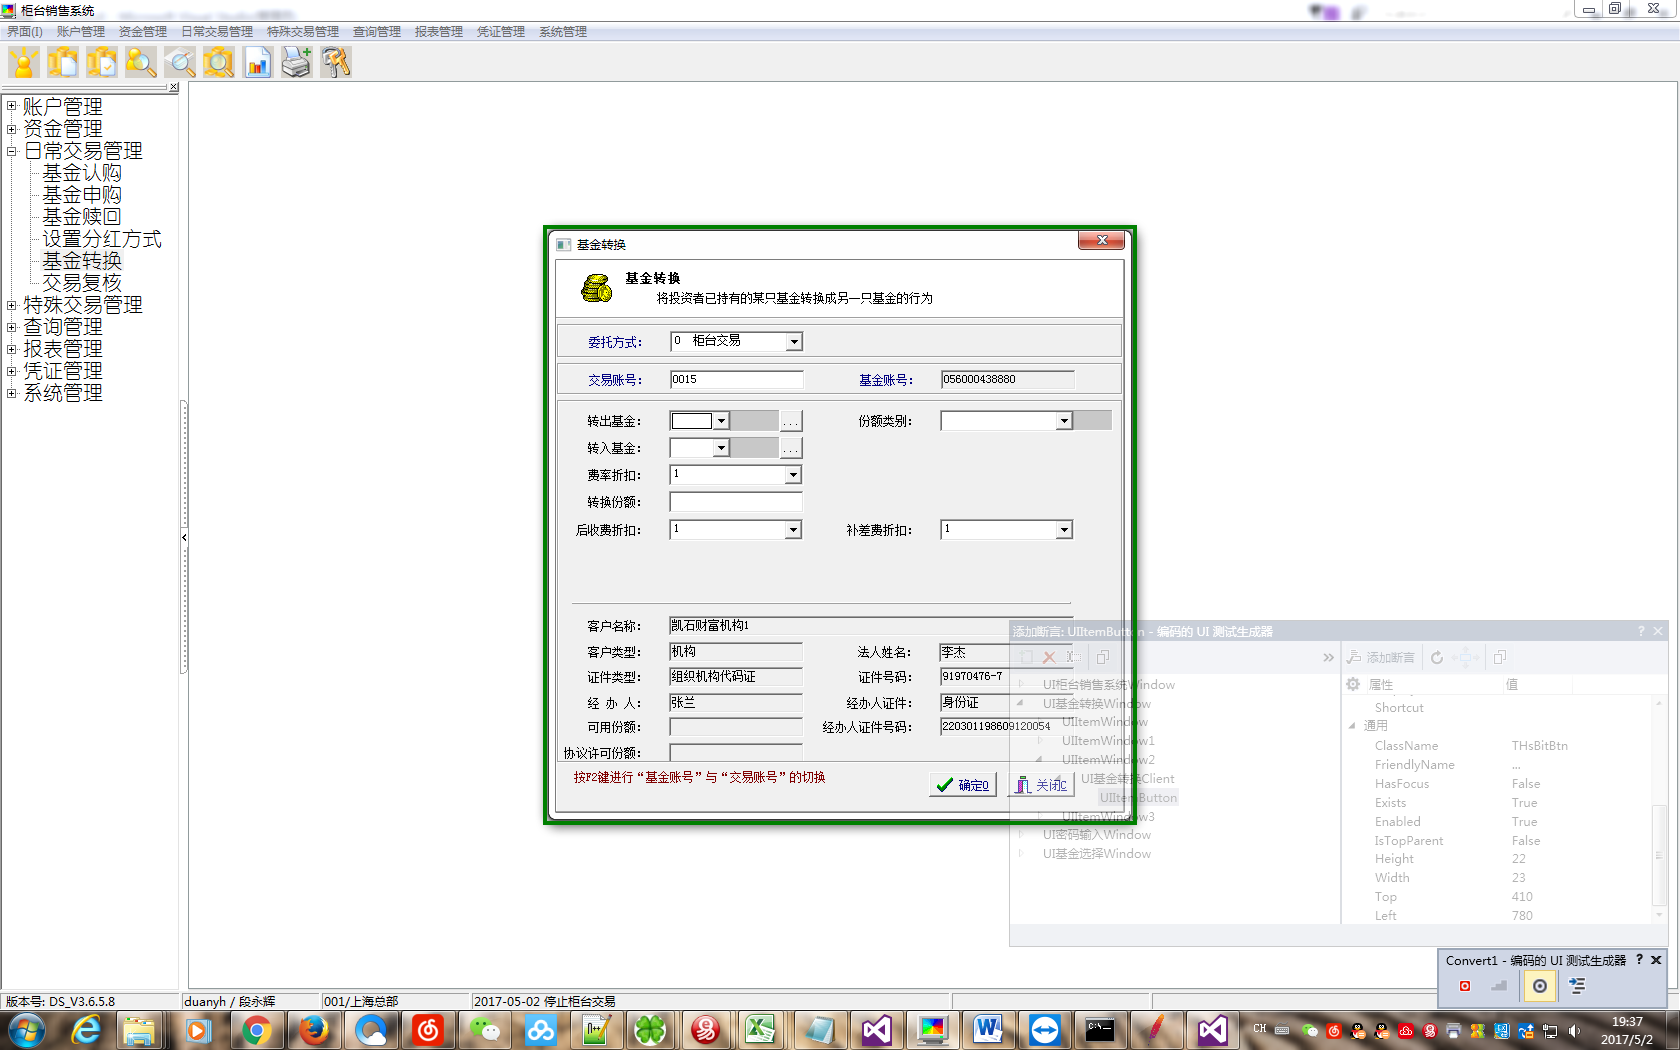 柜台销售系统
界面(I) 账户管理 资金管理 日常交易管理 特殊交易管理 查询管理 报表管理 凭证管理 系统管理
账户管理
资金管理
日常交易管理
基金认购
基金申购
基金赎回
设置分红方式
基金转换
交易复核
特殊交易管理
查询管理
报表管理
凭证管理
系统管理
基金转换
基金转换
将投资者已持有的某只基金转换成另一只基金的行为
委托方式： 0 柜台交易
交易账号： 0015 基金账号： 056000438880
转出基金： ... 份额类别：
转入基金： ...
费率折扣： 1
转换份额：
后收费折扣： 1 补差费折扣： 1
客户名称： 凯石财富机构1
客户类型： 机构 法人姓名： 李杰
证件类型： 组织机构代码证 证件号码： 91970476-7
经 办 人： 张兰 经办人证件： 身份证
可用份额： 经办人证件号码： 220301198609120054
协议许可份额：
按F2键进行“基金账号”与“交易账号”的切换
确定O 关闭C
添加断言: UIItemButton - 编码的 UI 测试生成器 ?
» 添加断言
UI柜台销售系统Window
UI基金转换Window
UIItemWindow
UIItemWindow1
UIItemWindow2
UI基金转换Client
UIItemButton
UIItemWindow3
UI密码输入Window
UI基金选择Window
属性 值
Shortcut
通用
ClassName THsBitBtn
FriendlyName ...
HasFocus False
Exists True
Enabled True
IsTopParent False
Height 22
Width 23
Top 410
Left 780
Convert1 - 编码的 UI 测试生成器 ?
版本号: DS_V3.6.5.8 duanyh / 段永辉 001/上海总部 2017-05-02 停止柜台交易
CH 19:37
2017/5/2